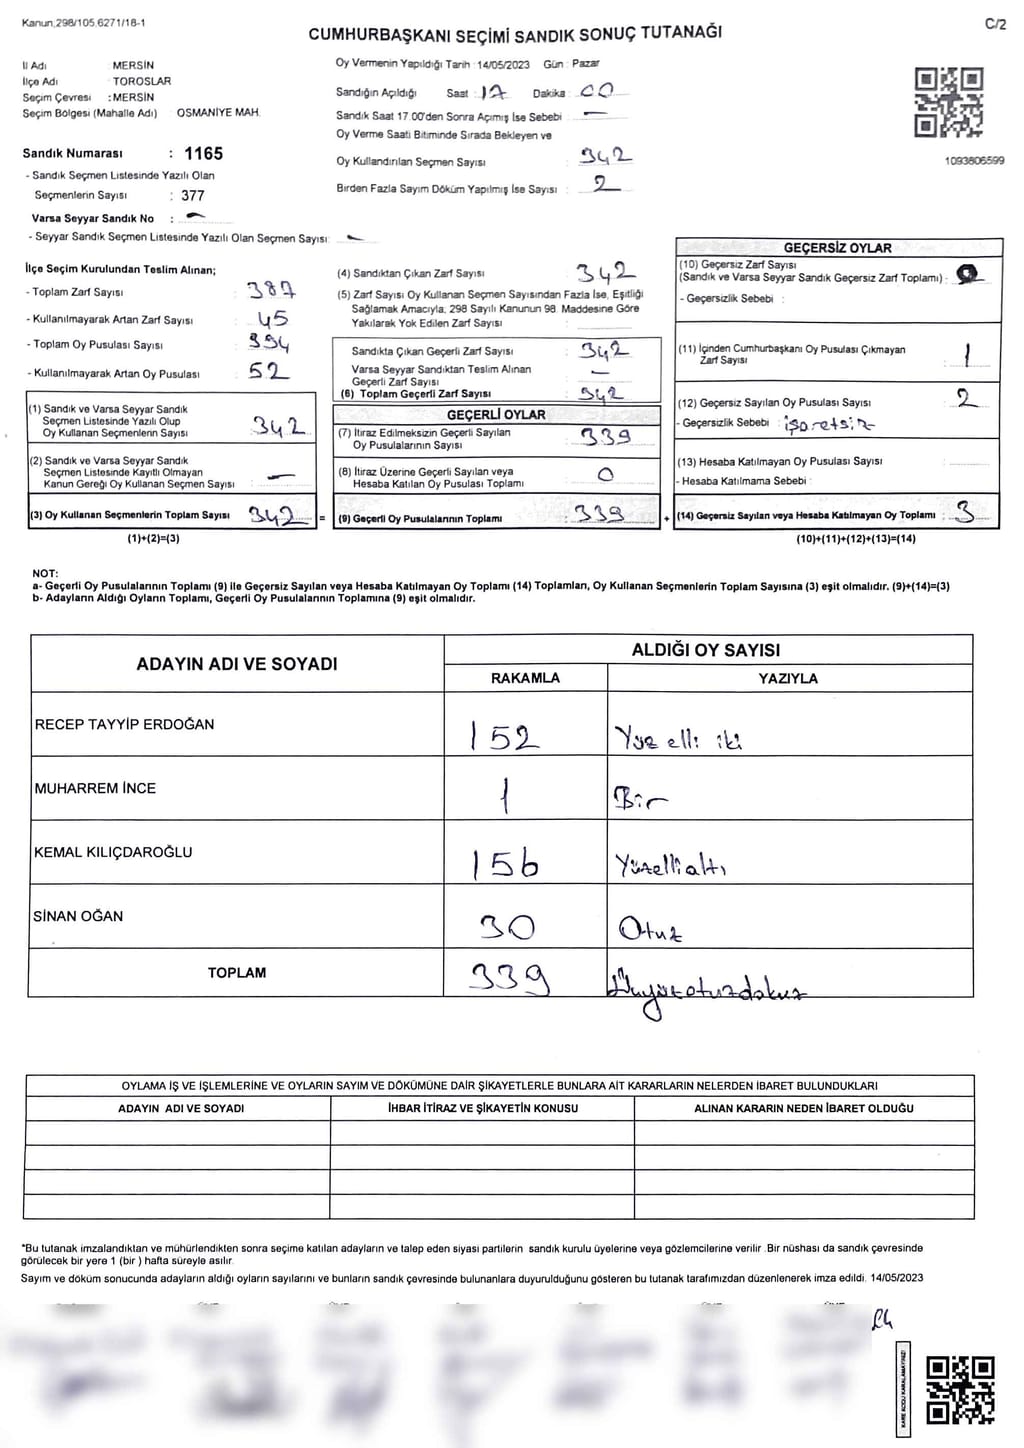 Kanun;298/105.6271/18-1
C/2
CUMHURBAŞKANI SEÇİMİ SANDIK SONUÇ TUTANAĞI
İl Adı : MERSİN
İlçe Adı : TOROSLAR
Seçim Çevresi : MERSİN
Seçim Bölgesi (Mahalle Adı) OSMANİYE MAH.
Sandık Numarası : 1165
- Sandık Seçmen Listesinde Yazılı Olan
Seçmenlerin Sayısı : 377
Varsa Seyyar Sandık No : -
- Seyyar Sandık Seçmen Listesinde Yazılı Olan Seçmen Sayısı: -
Oy Vermenin Yapıldığı Tarih : 14/05/2023 Gün : Pazar
Sandığın Açıldığı Saat : 17 Dakika : 00
Sandık Saat 17.00'den Sonra Açmış İse Sebebi : -
Oy Verme Saati Bitiminde Sırada Bekleyen ve
Oy Kullandırılan Seçmen Sayısı : 342
Birden Fazla Sayım Döküm Yapılmış İse Sayısı : 2
1093806599
İlçe Seçim Kurulundan Teslim Alınan;
- Toplam Zarf Sayısı : 387
- Kullanılmayarak Artan Zarf Sayısı : 45
- Toplam Oy Pusulası Sayısı : 394
- Kullanılmayarak Artan Oy Pusulası : 52
(1) Sandık ve Varsa Seyyar Sandık
Seçmen Listesinde Yazılı Olup
Oy Kullanan Seçmenlerin Sayısı : 342
(2) Sandık ve Varsa Seyyar Sandık
Seçmen Listesinde Kayıtlı Olmayan
Kanun Gereği Oy Kullanan Seçmen Sayısı : -
(3) Oy Kullanan Seçmenlerin Toplam Sayısı 342 =
(1)+(2)=(3)
(4) Sandıktan Çıkan Zarf Sayısı : 342
(5) Zarf Sayısı Oy Kullanan Seçmen Sayısından Fazla İse, Eşitliği
Sağlamak Amacıyla; 298 Sayılı Kanunun 98. Maddesine Göre
Yakılarak Yok Edilen Zarf Sayısı :
Sandıkta Çıkan Geçerli Zarf Sayısı : 342
Varsa Seyyar Sandıktan Teslim Alınan
Geçerli Zarf Sayısı : -
(6) Toplam Geçerli Zarf Sayısı : 342
GEÇERLİ OYLAR
(7) İtiraz Edilmeksizin Geçerli Sayılan
Oy Pusulalarının Sayısı : 339
(8) İtiraz Üzerine Geçerli Sayılan veya
Hesaba Katılan Oy Pusulası Toplamı : 0
(9) Geçerli Oy Pusulalarının Toplamı : 339 +
GEÇERSİZ OYLAR
(10) Geçersiz Zarf Sayısı
(Sandık ve Varsa Seyyar Sandık Geçersiz Zarf Toplamı) :
- Geçersizlik Sebebi :
(11) İçinden Cumhurbaşkanı Oy Pusulası Çıkmayan
Zarf Sayısı : 1
(12) Geçersiz Sayılan Oy Pusulası Sayısı : 2
- Geçersizlik Sebebi : işaretsiz
(13) Hesaba Katılmayan Oy Pusulası Sayısı :
- Hesaba Katılmama Sebebi :
(14) Geçersiz Sayılan veya Hesaba Katılmayan Oy Toplamı : 3
(10)+(11)+(12)+(13)=(14)
NOT:
a- Geçerli Oy Pusulalarının Toplamı (9) ile Geçersiz Sayılan veya Hesaba Katılmayan Oy Toplamı (14) Toplamları, Oy Kullanan Seçmenlerin Toplam Sayısına (3) eşit olmalıdır. (9)+(14)=(3)
b- Adayların Aldığı Oyların Toplamı, Geçerli Oy Pusulalarının Toplamına (9) eşit olmalıdır.
ADAYIN ADI VE SOYADI
ALDIĞI OY SAYISI
RAKAMLA YAZIYLA
RECEP TAYYİP ERDOĞAN 152 Yüz elli iki
MUHARREM İNCE 1 Bir
KEMAL KILIÇDAROĞLU 156 Yüzellialtı
SİNAN OĞAN 30 Otuz
TOPLAM 339 Üçyüzotuzdokuz
OYLAMA İŞ VE İŞLEMLERİNE VE OYLARIN SAYIM VE DÖKÜMÜNE DAİR ŞİKAYETLERLE BUNLARA AİT KARARLARIN NELERDEN İBARET BULUNDUKLARI
ADAYIN ADI VE SOYADI İHBAR İTİRAZ VE ŞİKAYETİN KONUSU ALINAN KARARIN NEDEN İBARET OLDUĞU
*Bu tutanak imzalandıktan ve mühürlendikten sonra seçime katılan adayların ve talep eden siyasi partilerin sandık kurulu üyelerine veya gözlemcilerine verilir. Bir nüshası da sandık çevresinde
görülecek bir yere 1 (bir ) hafta süreyle asılır.
Sayım ve döküm sonucunda adayların aldığı oyların sayılarını ve bunların sandık çevresinde bulunanlara duyurulduğunu gösteren bu tutanak tarafımızdan düzenlenerek imza edildi. 14/05/2023
KARE KODU KARALAMAYINIZ!